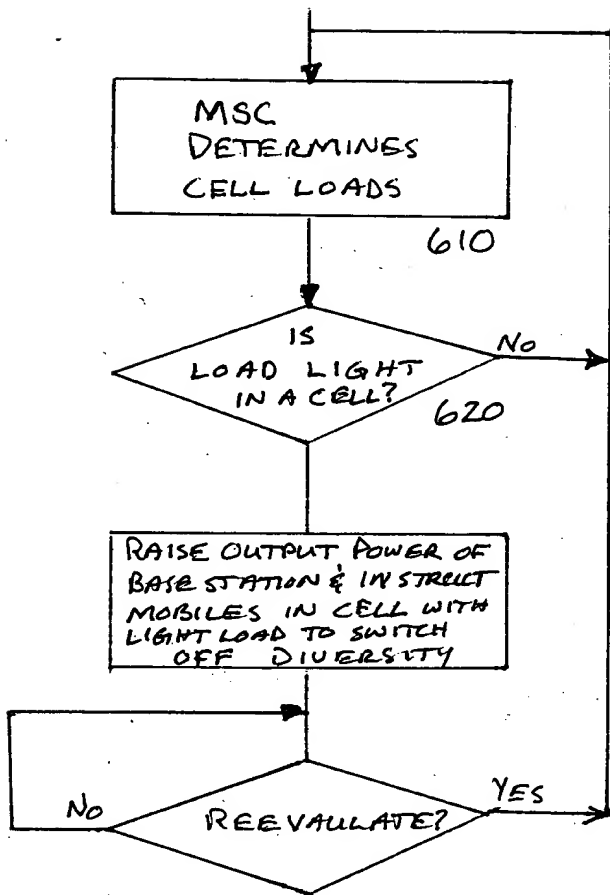 MSC
DETERMINES
CELL LOADS
610
IS
LOAD LIGHT
IN A CELL?
NO
620
RAISE OUTPUT POWER OF
BASE STATION & INSTRUCT
MOBILES IN CELL WITH
LIGHT LOAD TO SWITCH
OFF DIVERSITY
NO
REEVAULATE?
YES